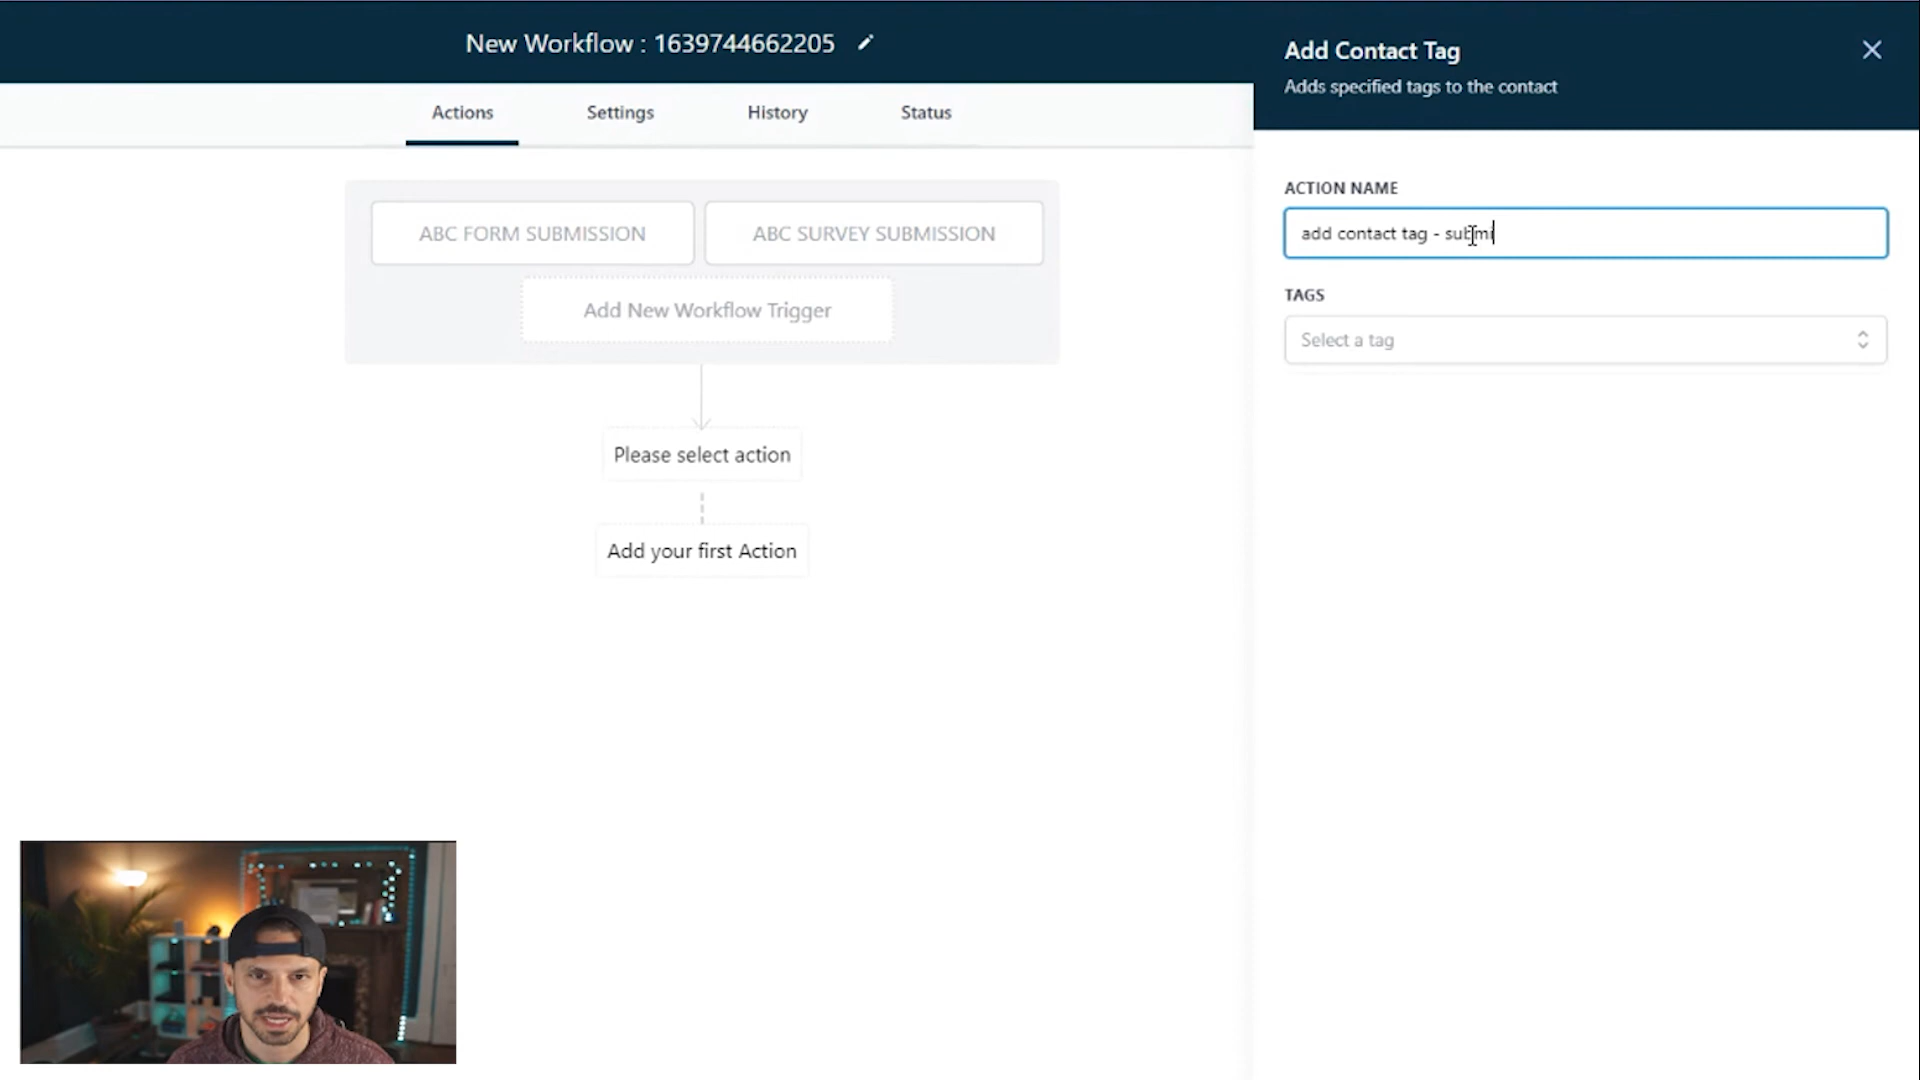 New Workflow : 1639744662205
Add Contact Tag
Adds specified tags to the contact
Actions
Settings
History
Status
ABC FORM SUBMISSION
ABC SURVEY SUBMISSION
Add New Workflow Trigger
Please select action
Add your first Action
ACTION NAME
add contact tag - submi
TAGS
Select a tag